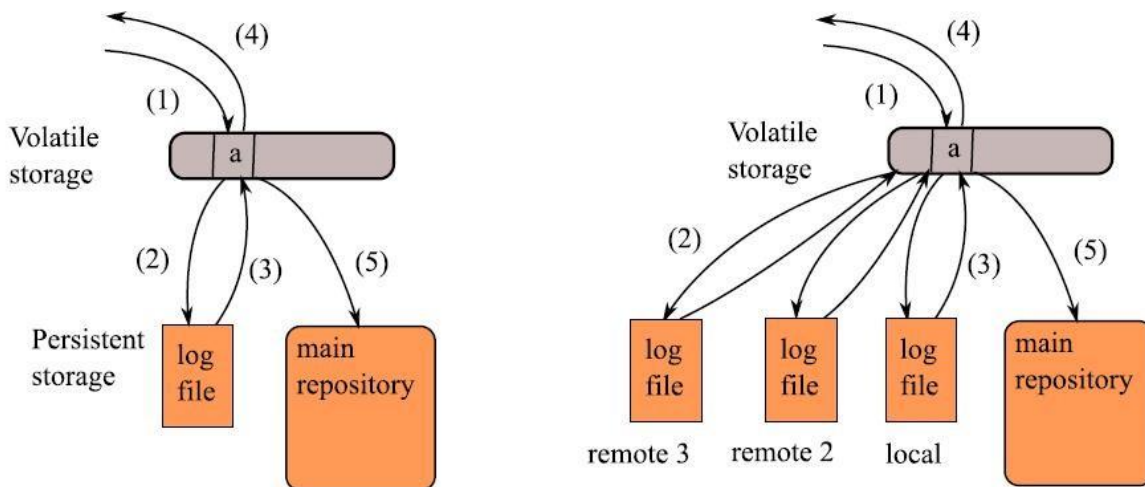 (4)
(1)
Volatile
storage
a
(2)
(3)
(5)
Persistent
storage
log
file
main
repository
(4)
(1)
Volatile
storage
a
(2)
(3)
(5)
log
file
log
file
log
file
main
repository
remote 3
remote 2
local